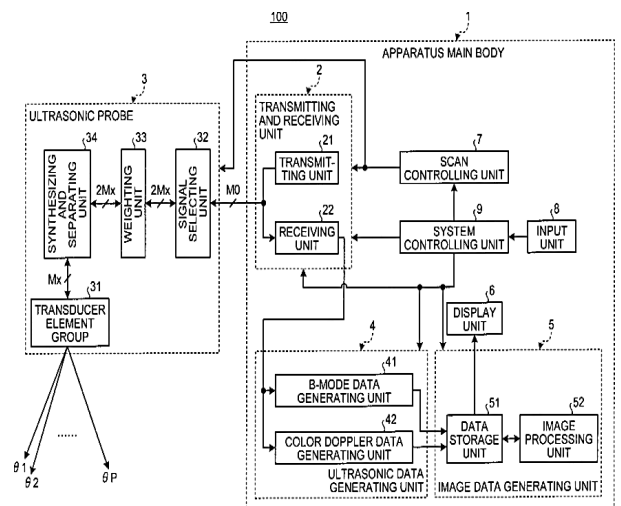 100
1
APPARATUS MAIN BODY
3
ULTRASONIC PROBE
34
33
32
SYNTHESIZING
AND
SEPARATING
UNIT
2Mx
WEIGHTING
UNIT
2Mx
SIGNAL
SELECTING
UNIT
M0
Mx
31
TRANSDUCER
ELEMENT
GROUP
θ1
θ2
......
θP
2
TRANSMITTING
AND RECEIVING
UNIT
21
TRANSMIT-
TING UNIT
22
RECEIVING
UNIT
7
SCAN
CONTROLLING UNIT
9
SYSTEM
CONTROLLING UNIT
8
INPUT
UNIT
6
DISPLAY
UNIT
4
41
B-MODE DATA
GENERATING UNIT
42
COLOR DOPPLER DATA
GENERATING UNIT
ULTRASONIC DATA
GENERATING UNIT
5
51
DATA
STORAGE
UNIT
52
IMAGE
PROCESSING
UNIT
IMAGE DATA GENERATING UNIT